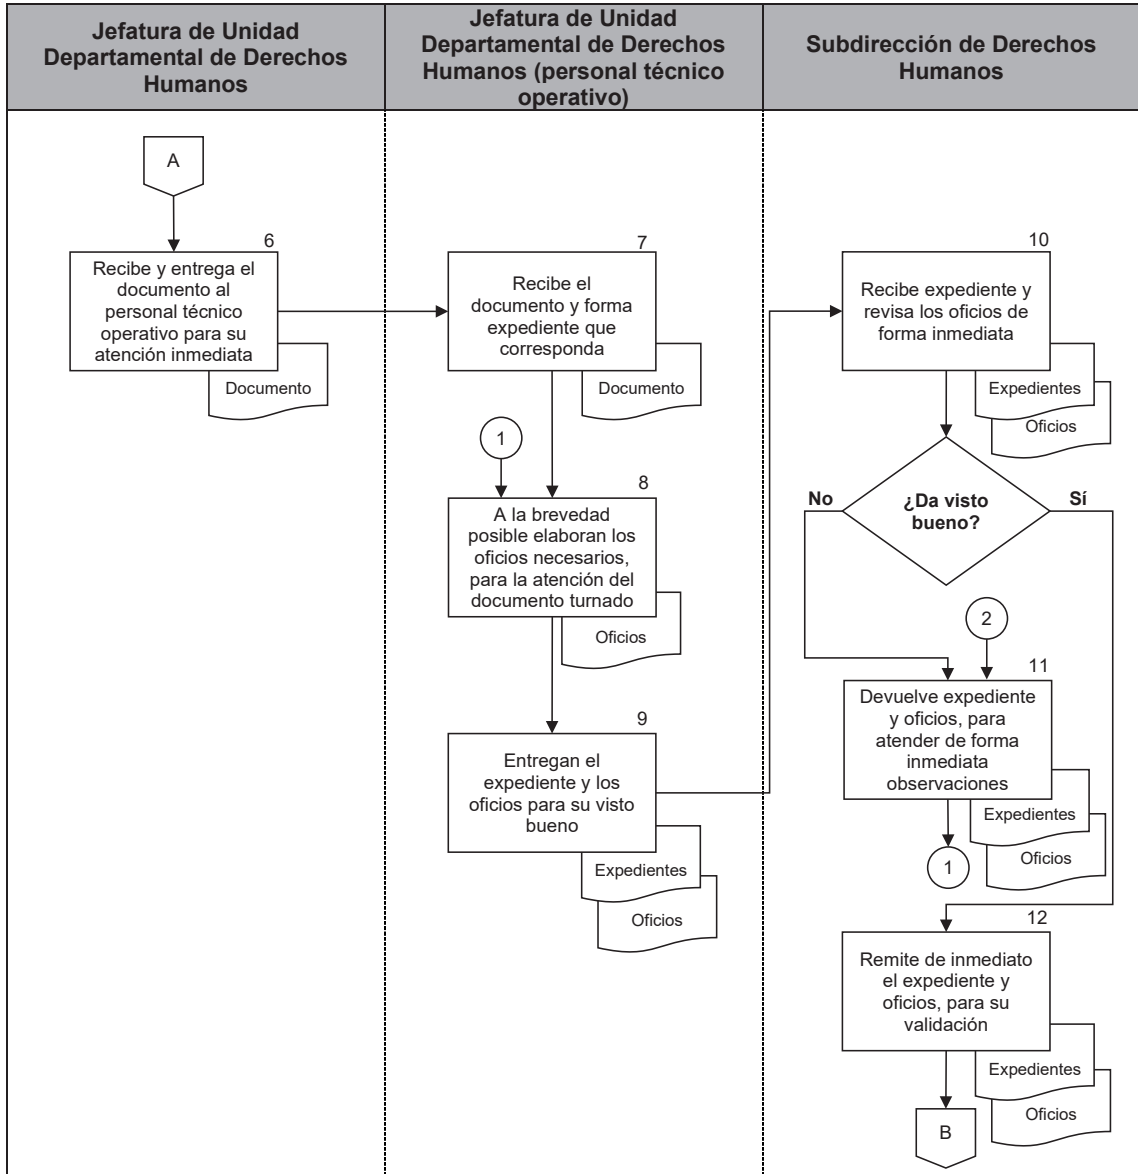 Jefatura de Unidad
Departamental de Derechos
Humanos
Jefatura de Unidad
Departamental de Derechos
Humanos (personal técnico
operativo)
Subdirección de Derechos
Humanos
A
6
Recibe y entrega el
documento al
personal técnico
operativo para su
atención inmediata
Documento
7
Recibe el
documento y forma
expediente que
corresponda
Documento
1
8
A la brevedad
posible elaboran los
oficios necesarios,
para la atención del
documento turnado
Oficios
9
Entregan el
expediente y los
oficios para su visto
bueno
Expedientes
Oficios
10
Recibe expediente y
revisa los oficios de
forma inmediata
Expedientes
Oficios
No
¿Da visto
bueno?
Sí
2
11
Devuelve expediente
y oficios, para
atender de forma
inmediata
observaciones
Expedientes
Oficios
1
12
Remite de inmediato
el expediente y
oficios, para su
validación
Expedientes
Oficios
B